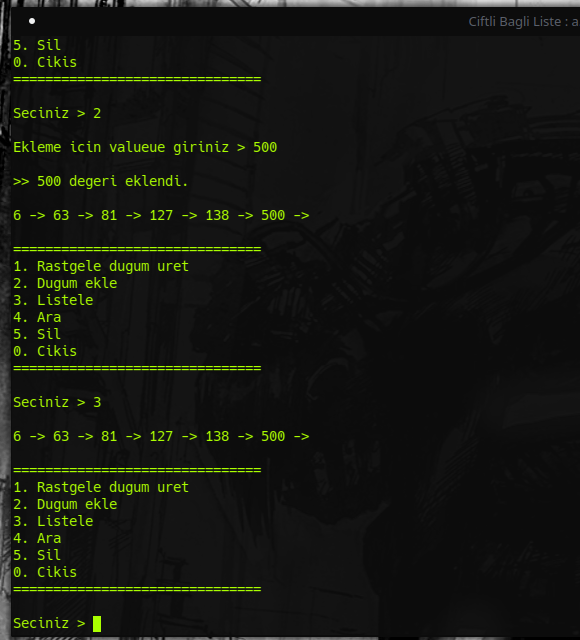 Ciftli Bagli Liste : a
5. Sil
0. Cikis
===============================
Seciniz > 2
Ekleme icin valueue giriniz > 500
>> 500 degeri eklendi.
6 -> 63 -> 81 -> 127 -> 138 -> 500 ->
===============================
1. Rastgele dugum uret
2. Dugum ekle
3. Listele
4. Ara
5. Sil
0. Cikis
===============================
Seciniz > 3
6 -> 63 -> 81 -> 127 -> 138 -> 500 ->
===============================
1. Rastgele dugum uret
2. Dugum ekle
3. Listele
4. Ara
5. Sil
0. Cikis
===============================
Seciniz >